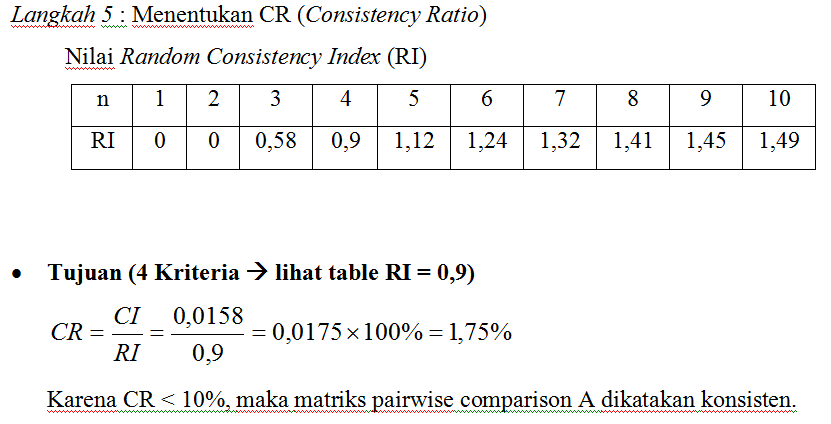 Langkah 5 : Menentukan CR (Consistency Ratio)
Nilai Random Consistency Index (RI)
n 1 2 3 4 5 6 7 8 9 10
RI 0 0 0,58 0,9 1,12 1,24 1,32 1,41 1,45 1,49
• Tujuan (4 Kriteria → lihat table RI = 0,9)
CR = CI/RI = 0,0158/0,9 = 0,0175 × 100% = 1,75%
Karena CR < 10%, maka matriks pairwise comparison A dikatakan konsisten.